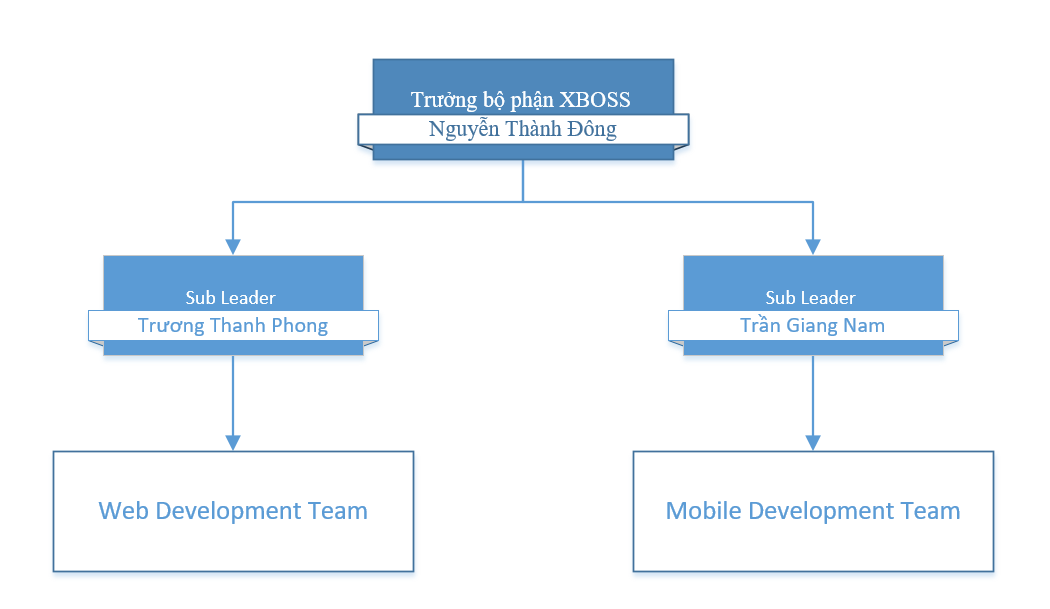 Trưởng bộ phận XBOSS
Nguyễn Thành Đông
Sub Leader
Trương Thanh Phong
Sub Leader
Trần Giang Nam
Web Development Team
Mobile Development Team